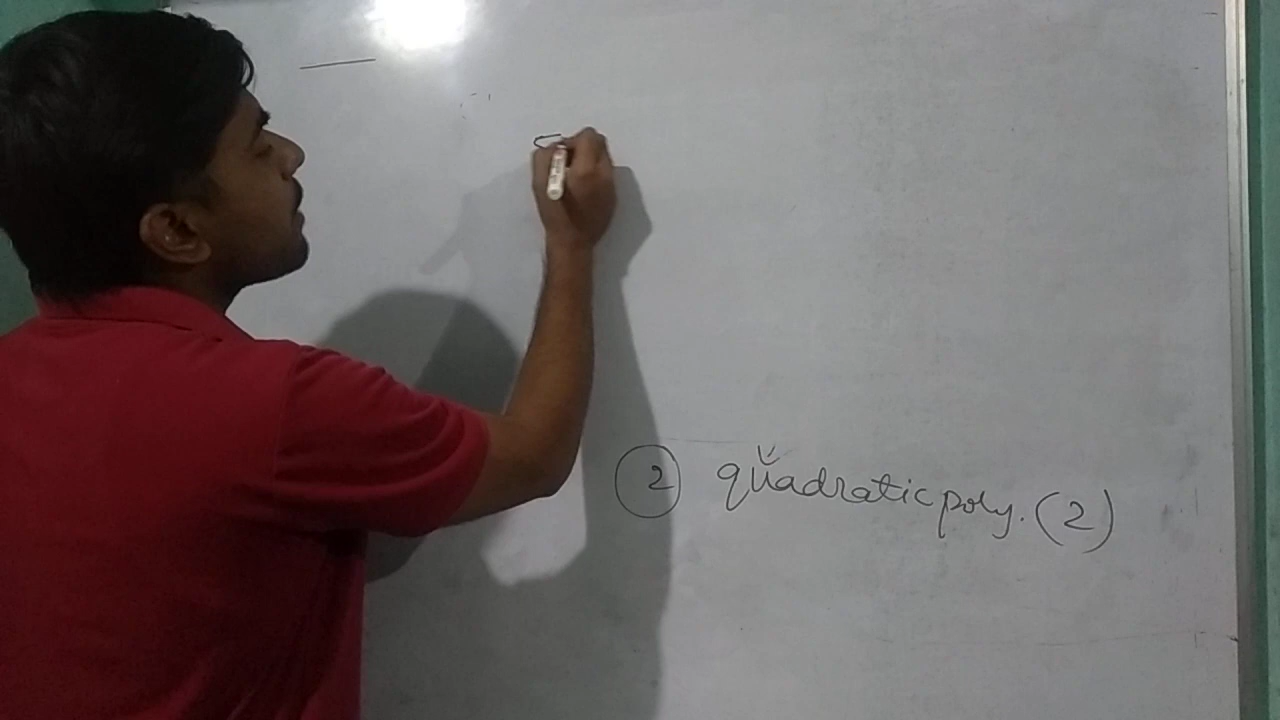 ② quadratic poly. (2)